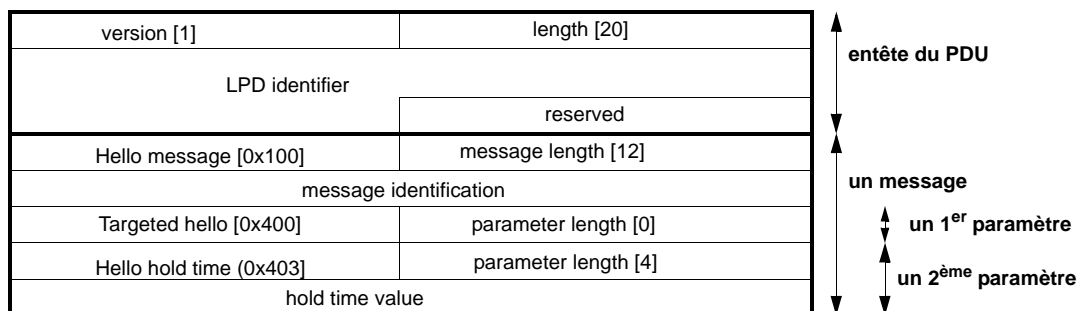 version [1] length [20]
entête du PDU
LPD identifier
reserved
Hello message [0x100] message length [12]
message identification
un message
Targeted hello [0x400] parameter length [0]
un 1er paramètre
Hello hold time (0x403] parameter length [4]
un 2ème paramètre
hold time value